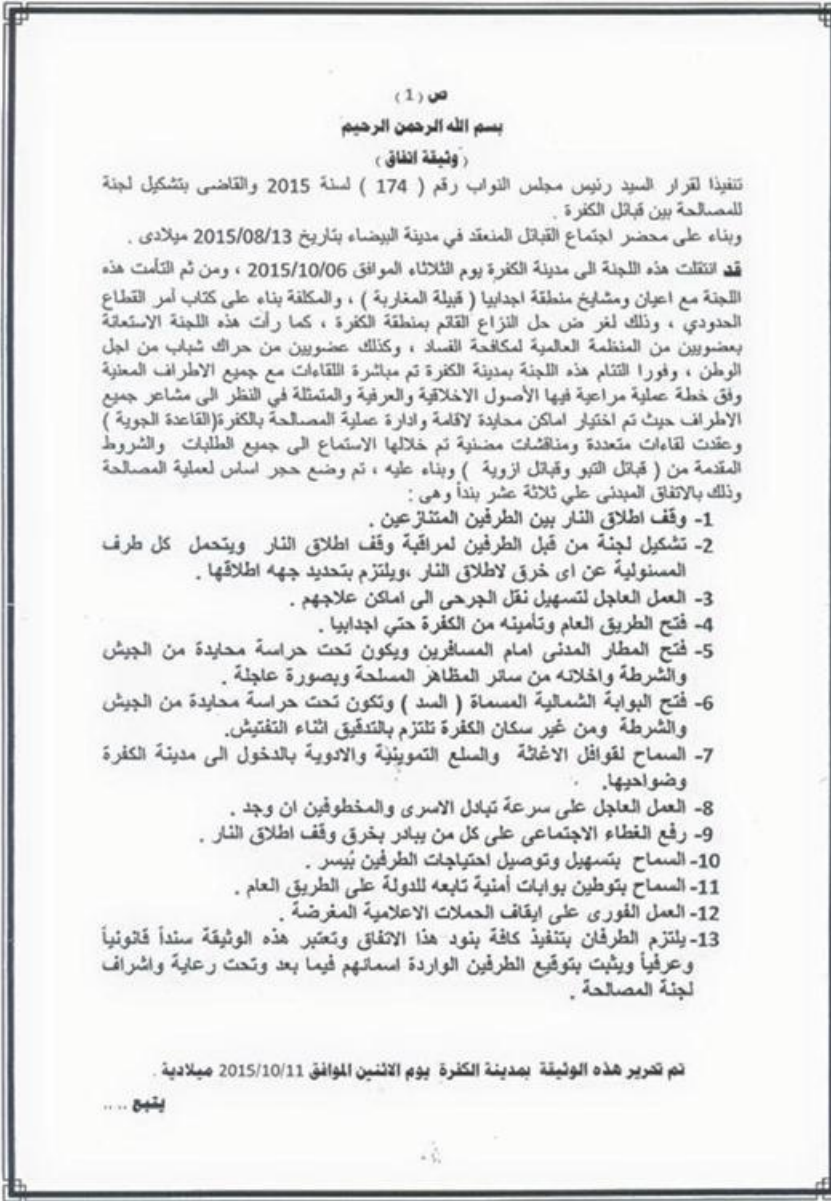 ص (1)
بسم الله الرحمن الرحيم
(وثيقة اتفاق)
تنفيذا لقرار السيد رئيس مجلس النواب رقم ( 174 ) لسنة 2015 والقاضى بتشكيل لجنة
للمصالحة بين قبائل الكفرة .
وبناء على محضر اجتماع القبائل المنعقد في مدينة البيضاء بتاريخ 2015/08/13 ميلادى .
قد انتقلت هذه اللجنة الى مدينة الكفرة يوم الثلاثاء الموافق 2015/10/06 ، ومن ثم التأمت هذه
اللجنة مع اعيان ومشايخ منطقة اجدابيا ( قبيلة المغاربة ) ، والمكلفة بناء على كتاب آمر القطاع
الحدودي ، وذلك لغر ض حل النزاع القائم بمنطقة الكفرة ، كما رأت هذه اللجنة الاستعانة
بعضويين من المنظمة العالمية لمكافحة الفساد ، وكذلك عضويين من حراك شباب من اجل
الوطن ، وفورا التئام هذه اللجنة بمدينة الكفرة تم مباشرة اللقاءات مع جميع الاطراف المعنية
وفق خطة عملية مراعية فيها الأصول الاخلاقية والعرفية والمتمثلة في النظر الى مشاعر جميع
الاطراف حيث تم اختيار اماكن محايدة لاقامة وادارة عملية المصالحة بالكفرة(القاعدة الجوية )
وعقدت لقاءات متعددة ومناقشات مضنية تم خلالها الاستماع الى جميع الطلبات والشروط
المقدمة من ( قبائل التبو وقبائل ازوية ) وبناء عليه ، تم وضع حجر اساس لعملية المصالحة
وذلك بالاتفاق المبدئى علي ثلاثة عشر بنداً وهى :
1- وقف اطلاق النار بين الطرفين المتنازعين .
2- تشكيل لجنة من قبل الطرفين لمراقبة وقف اطلاق النار ويتحمل كل طرف
المسئولية عن اى خرق لاطلاق النار ،ويلتزم بتحديد جهه اطلاقها .
3- العمل العاجل لتسهيل نقل الجرحى الى اماكن علاجهم .
4- فتح الطريق العام وتأمينه من الكفرة حتي اجدابيا .
5- فتح المطار المدنى امام المسافرين ويكون تحت حراسة محايدة من الجيش
والشرطة واخلائه من سائر المظاهر المسلحة وبصورة عاجلة .
6- فتح البوابة الشمالية المسماة ( السد ) وتكون تحت حراسة محايدة من الجيش
والشرطة ومن غير سكان الكفرة تلتزم بالتدقيق اثناء التفتيش.
7- السماح لقوافل الاغاثة والسلع التموينية والادوية بالدخول الى مدينة الكفرة
وضواحيها.
8- العمل العاجل على سرعة تبادل الاسرى والمخطوفين ان وجد .
9- رفع الغطاء الاجتماعى على كل من يبادر بخرق وقف اطلاق النار .
10- السماح بتسهيل وتوصيل احتياجات الطرفين بُيسر .
11- السماح بتوطين بوابات أمنية تابعه للدولة على الطريق العام .
12- العمل الفورى على ايقاف الحملات الاعلامية المغرضة .
13- يلتزم الطرفان بتنفيذ كافة بنود هذا الاتفاق وتعتبر هذه الوثيقة سنداً قانونياً
وعرفياً ويثبت بتوقيع الطرفين الواردة اسمائهم فيما بعد وتحت رعاية واشراف
لجنة المصالحة .
تم تحرير هذه الوثيقة بمدينة الكفرة يوم الاثنين الموافق 2015/10/11 ميلادية .
يتبع .. ..